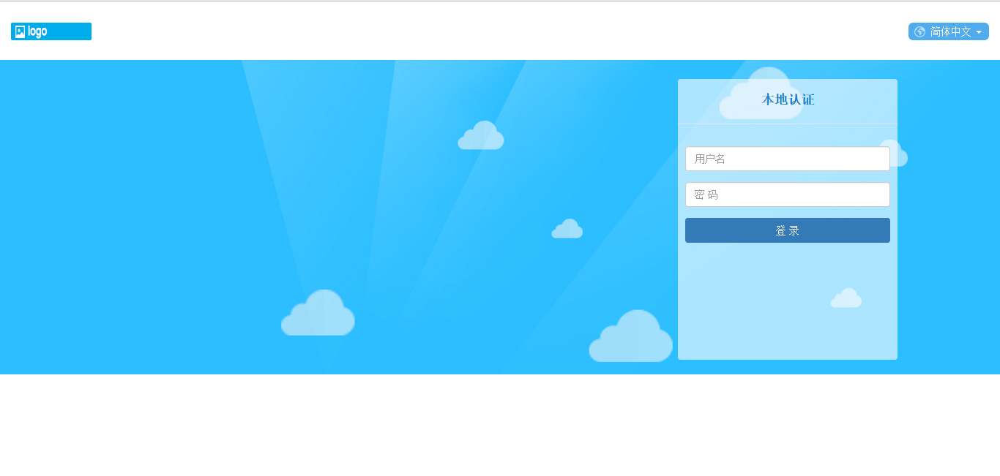 logo
简体中文
本地认证
用户名
密 码
登 录